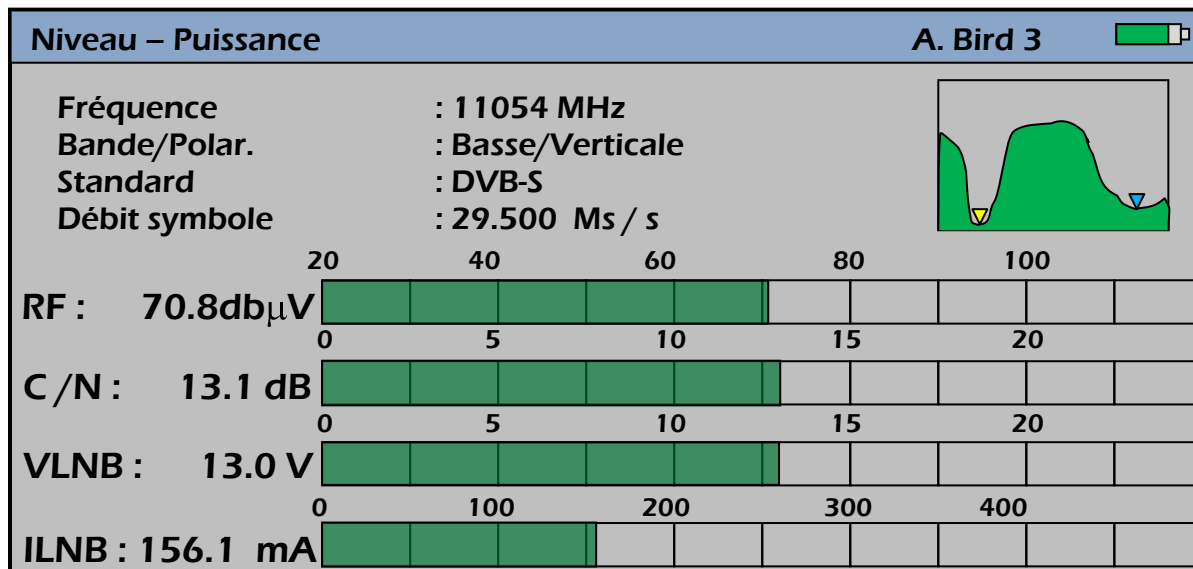 Niveau – Puissance A. Bird 3
Fréquence : 11054 MHz
Bande/Polar. : Basse/Verticale
Standard : DVB-S
Débit symbole : 29.500 Ms / s
20 40 60 80 100
RF : 70.8dbμV
0 5 10 15 20
C /N : 13.1 dB
0 5 10 15 20
VLNB : 13.0 V
0 100 200 300 400
ILNB : 156.1 mA